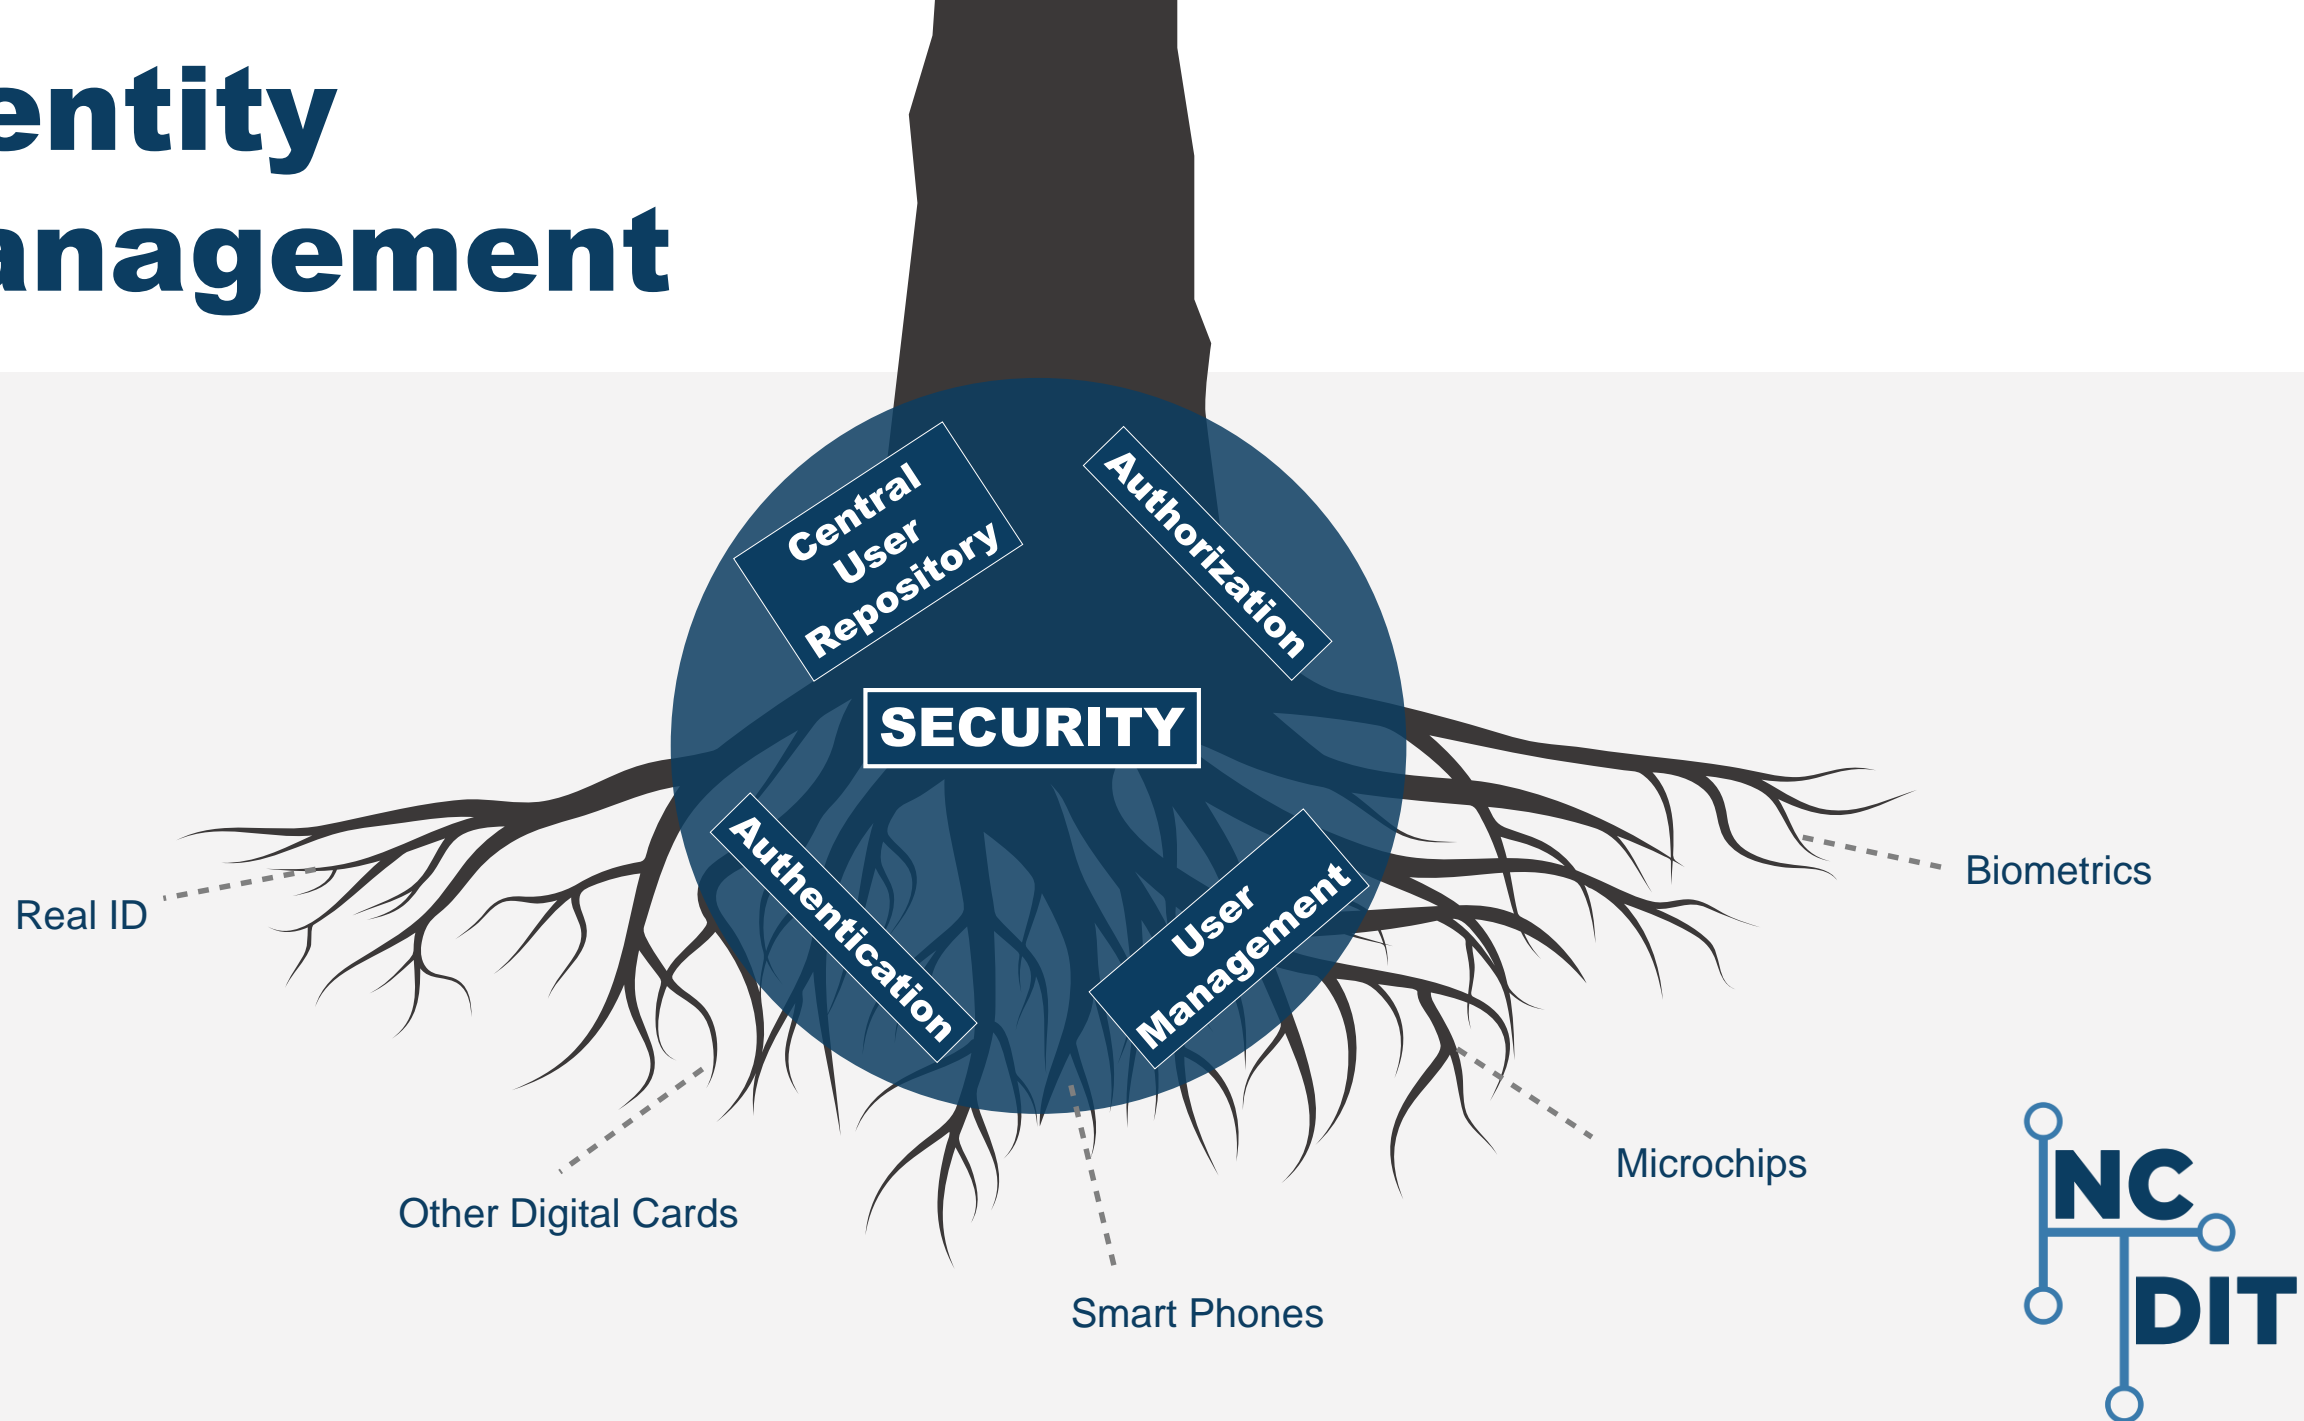 entity
anagement
Central
User
Repository
Authorization
SECURITY
Authentication
User
Management
Real ID
Biometrics
Other Digital Cards
Microchips
Smart Phones
NC
DIT